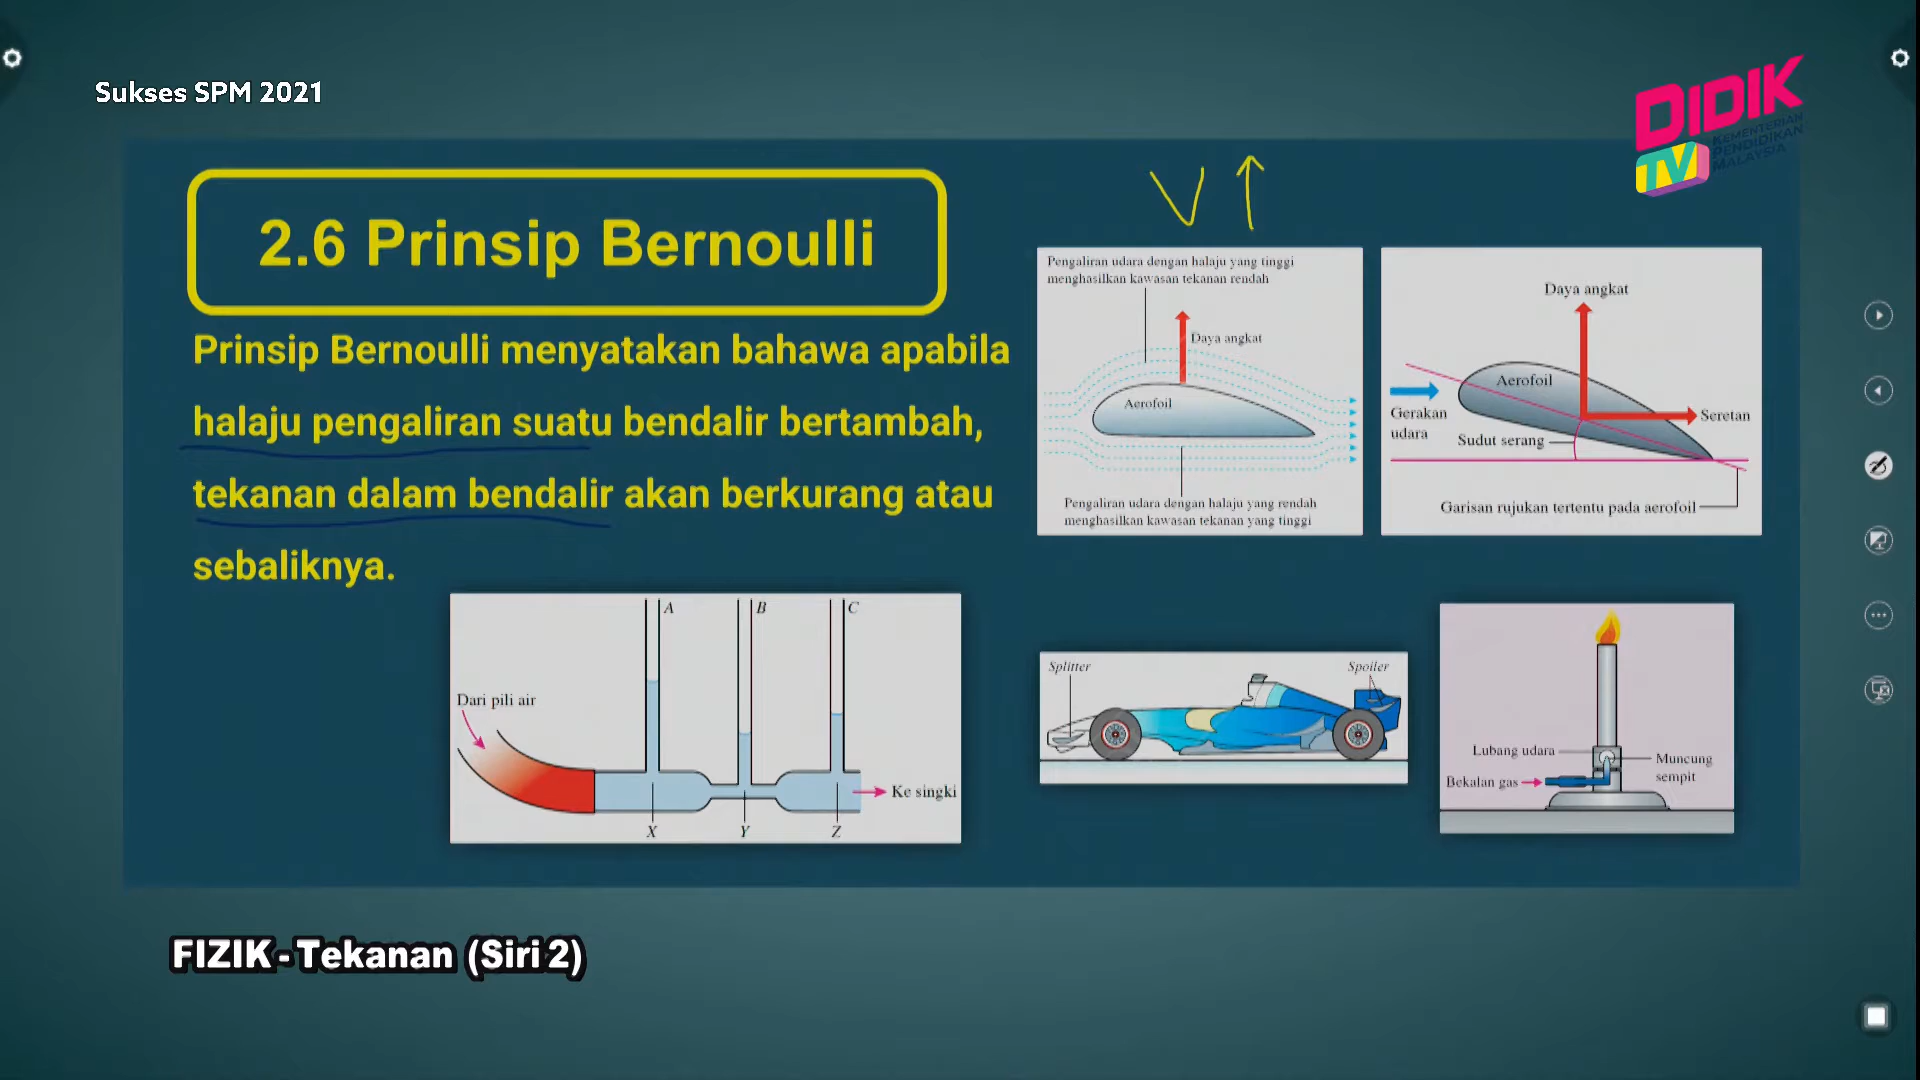 Sukses SPM 2021
DIDIK
TV
KEMENTERIAN
PENDIDIKAN
MALAYSIA
2.6 Prinsip Bernoulli
Prinsip Bernoulli menyatakan bahawa apabila
halaju pengaliran suatu bendalir bertambah,
tekanan dalam bendalir akan berkurang atau
sebaliknya.
V ↑
Pengaliran udara dengan halaju yang tinggi
menghasilkan kawasan tekanan rendah
Daya angkat
Aerofoil
Pengaliran udara dengan halaju yang rendah
menghasilkan kawasan tekanan yang tinggi
Daya angkat
Aerofoil
Gerakan
udara
Seretan
Sudut serang
Garisan rujukan tertentu pada aerofoil
A B C
Dari pili air
Ke singki
X Y Z
Splitter Spoiler
Lubang udara
Muncung
sempit
Bekalan gas
FIZIK - Tekanan (Siri 2)